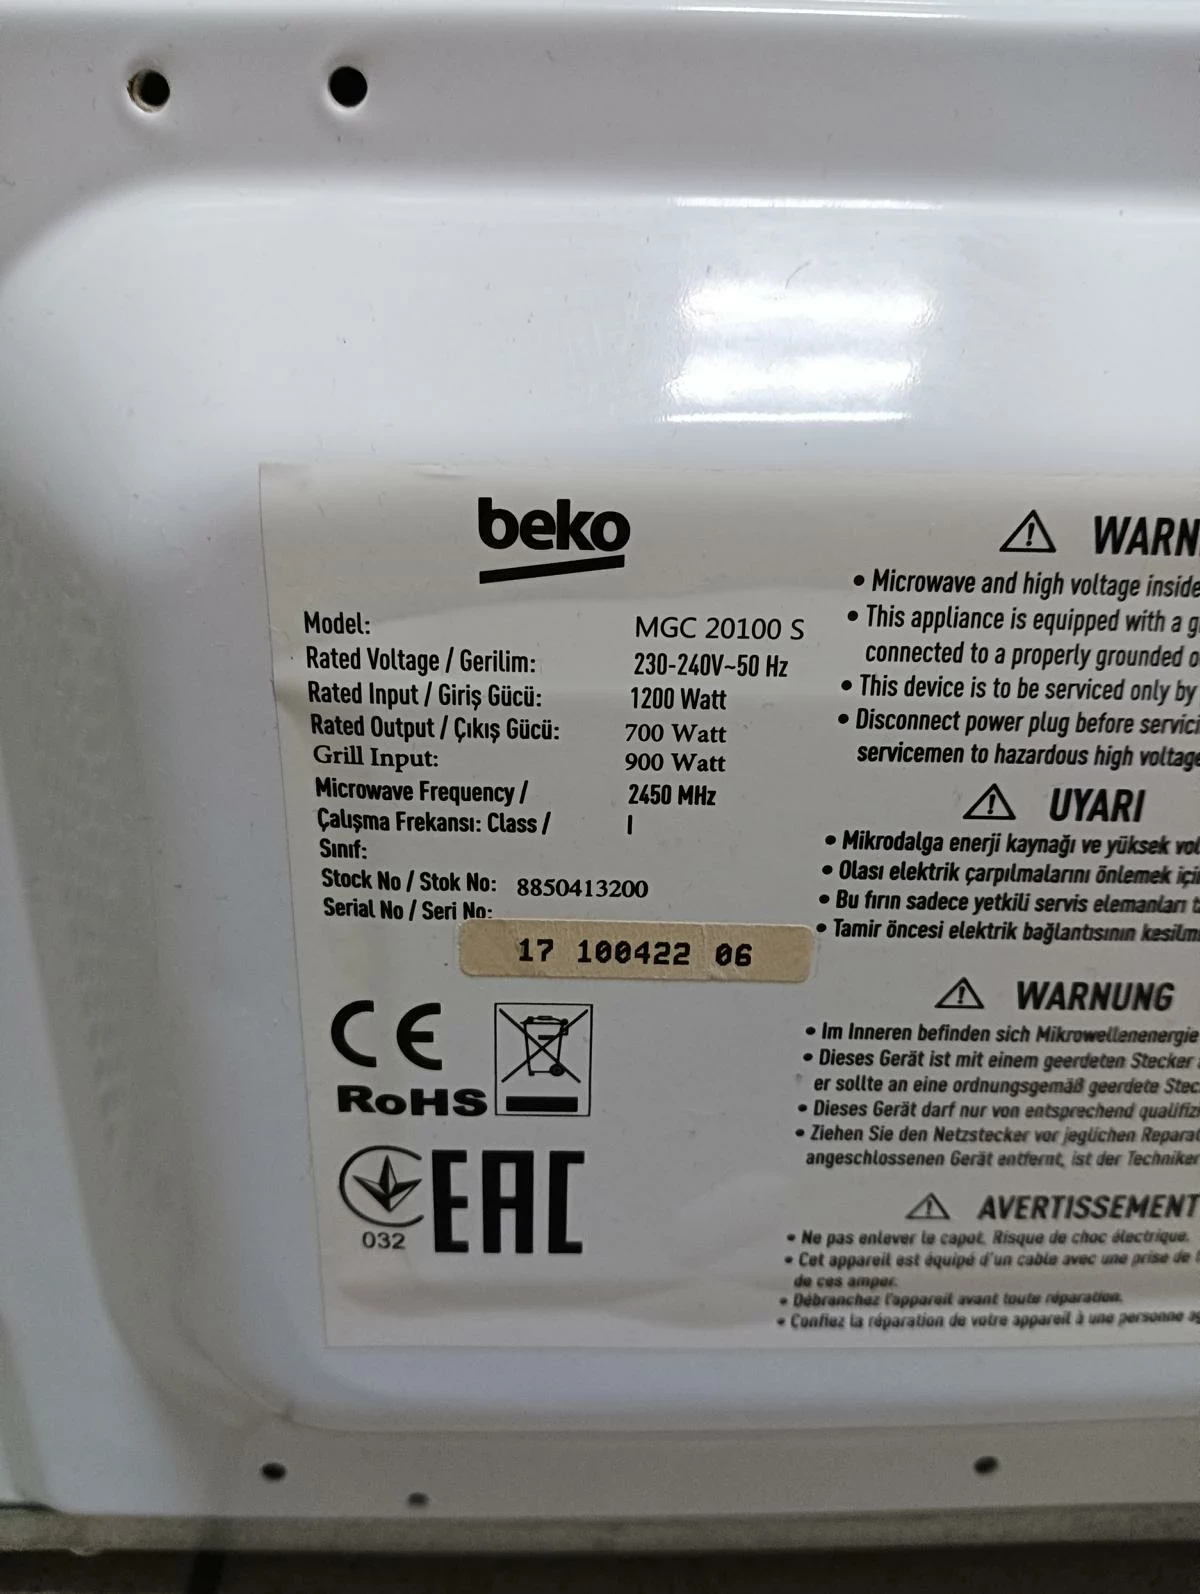 beko
Model: MGC 20100 S
Rated Voltage / Gerilim: 230-240V~50 Hz
Rated Input / Giriş Gücü: 1200 Watt
Rated Output / Çıkış Gücü: 700 Watt
Grill Input: 900 Watt
Microwave Frequency / 2450 MHz
Çalışma Frekansı: Class / I
Sınıf:
Stock No / Stok No: 8850413200
Serial No / Seri No:
17 100422 06
CE
RoHS
032
EAC
WARN
• Microwave and high voltage inside
• This appliance is equipped with a
connected to a properly grounded
• This device is to be serviced only by
• Disconnect power plug before
servicemen to hazardous high voltage
UYARI
• Mikrodalga enerji kaynağı ve yüksek
• Olası elektrik çarpılmalarını önlemek
• Bu fırın sadece yetkili servis elemanları
• Tamir öncesi elektrik bağlantısının
WARNUNG
• Im Inneren befinden sich Mikrowellenenergie
• Dieses Gerät ist mit einem geerdeten Stecker
er sollte an eine ordnungsgemäß geerdete
• Dieses Gerät darf nur von entsprechend
• Ziehen Sie den Netzstecker vor jeglichen
angeschlossenen Gerät entfernt, ist der Techniker
AVERTISSEMENT
• Ne pas enlever le capot. Risque de choc électrique.
• Cet appareil est équipé d'un cable avec une prise de
de ces amper.
• Débranchez l'appareil avant toute réparation.
• Confiez la réparation de votre appareil à une personne